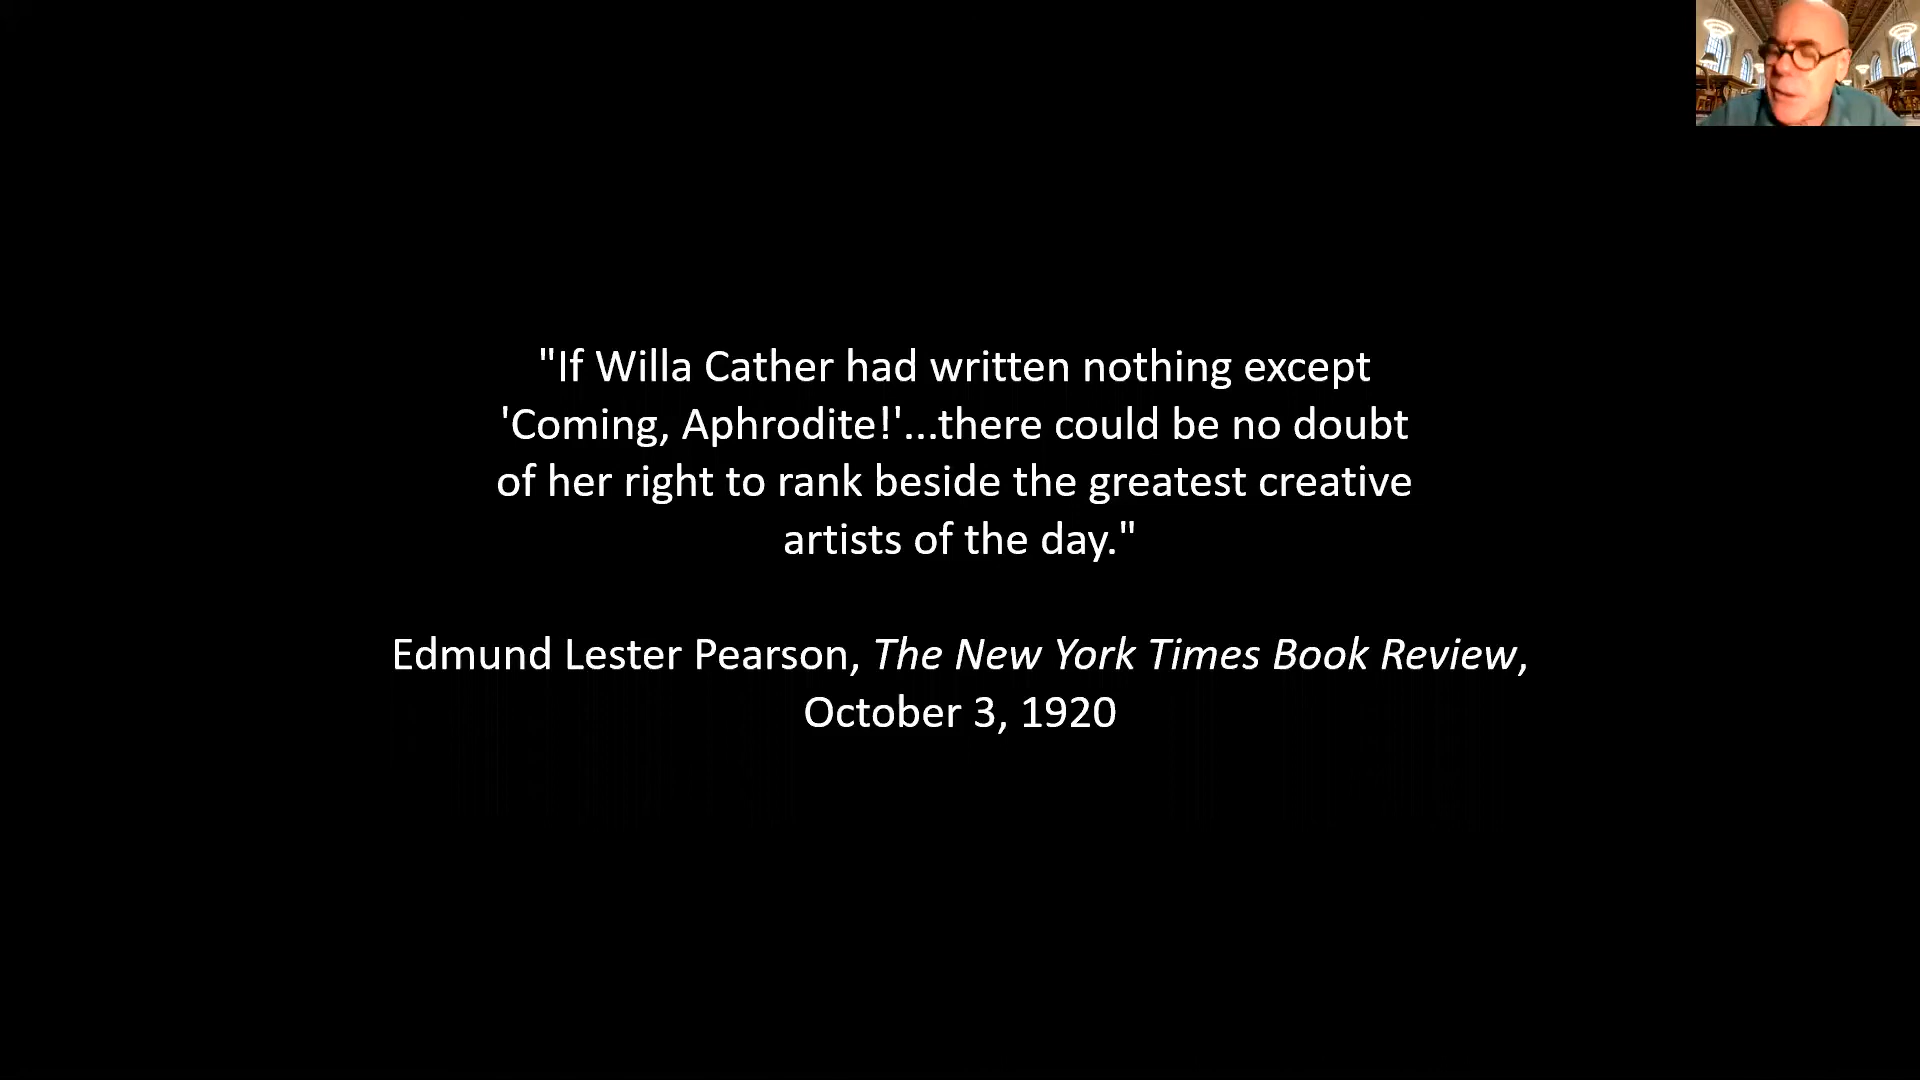 "If Willa Cather had written nothing except
'Coming, Aphrodite!'...there could be no doubt
of her right to rank beside the greatest creative
artists of the day."
Edmund Lester Pearson, The New York Times Book Review,
October 3, 1920